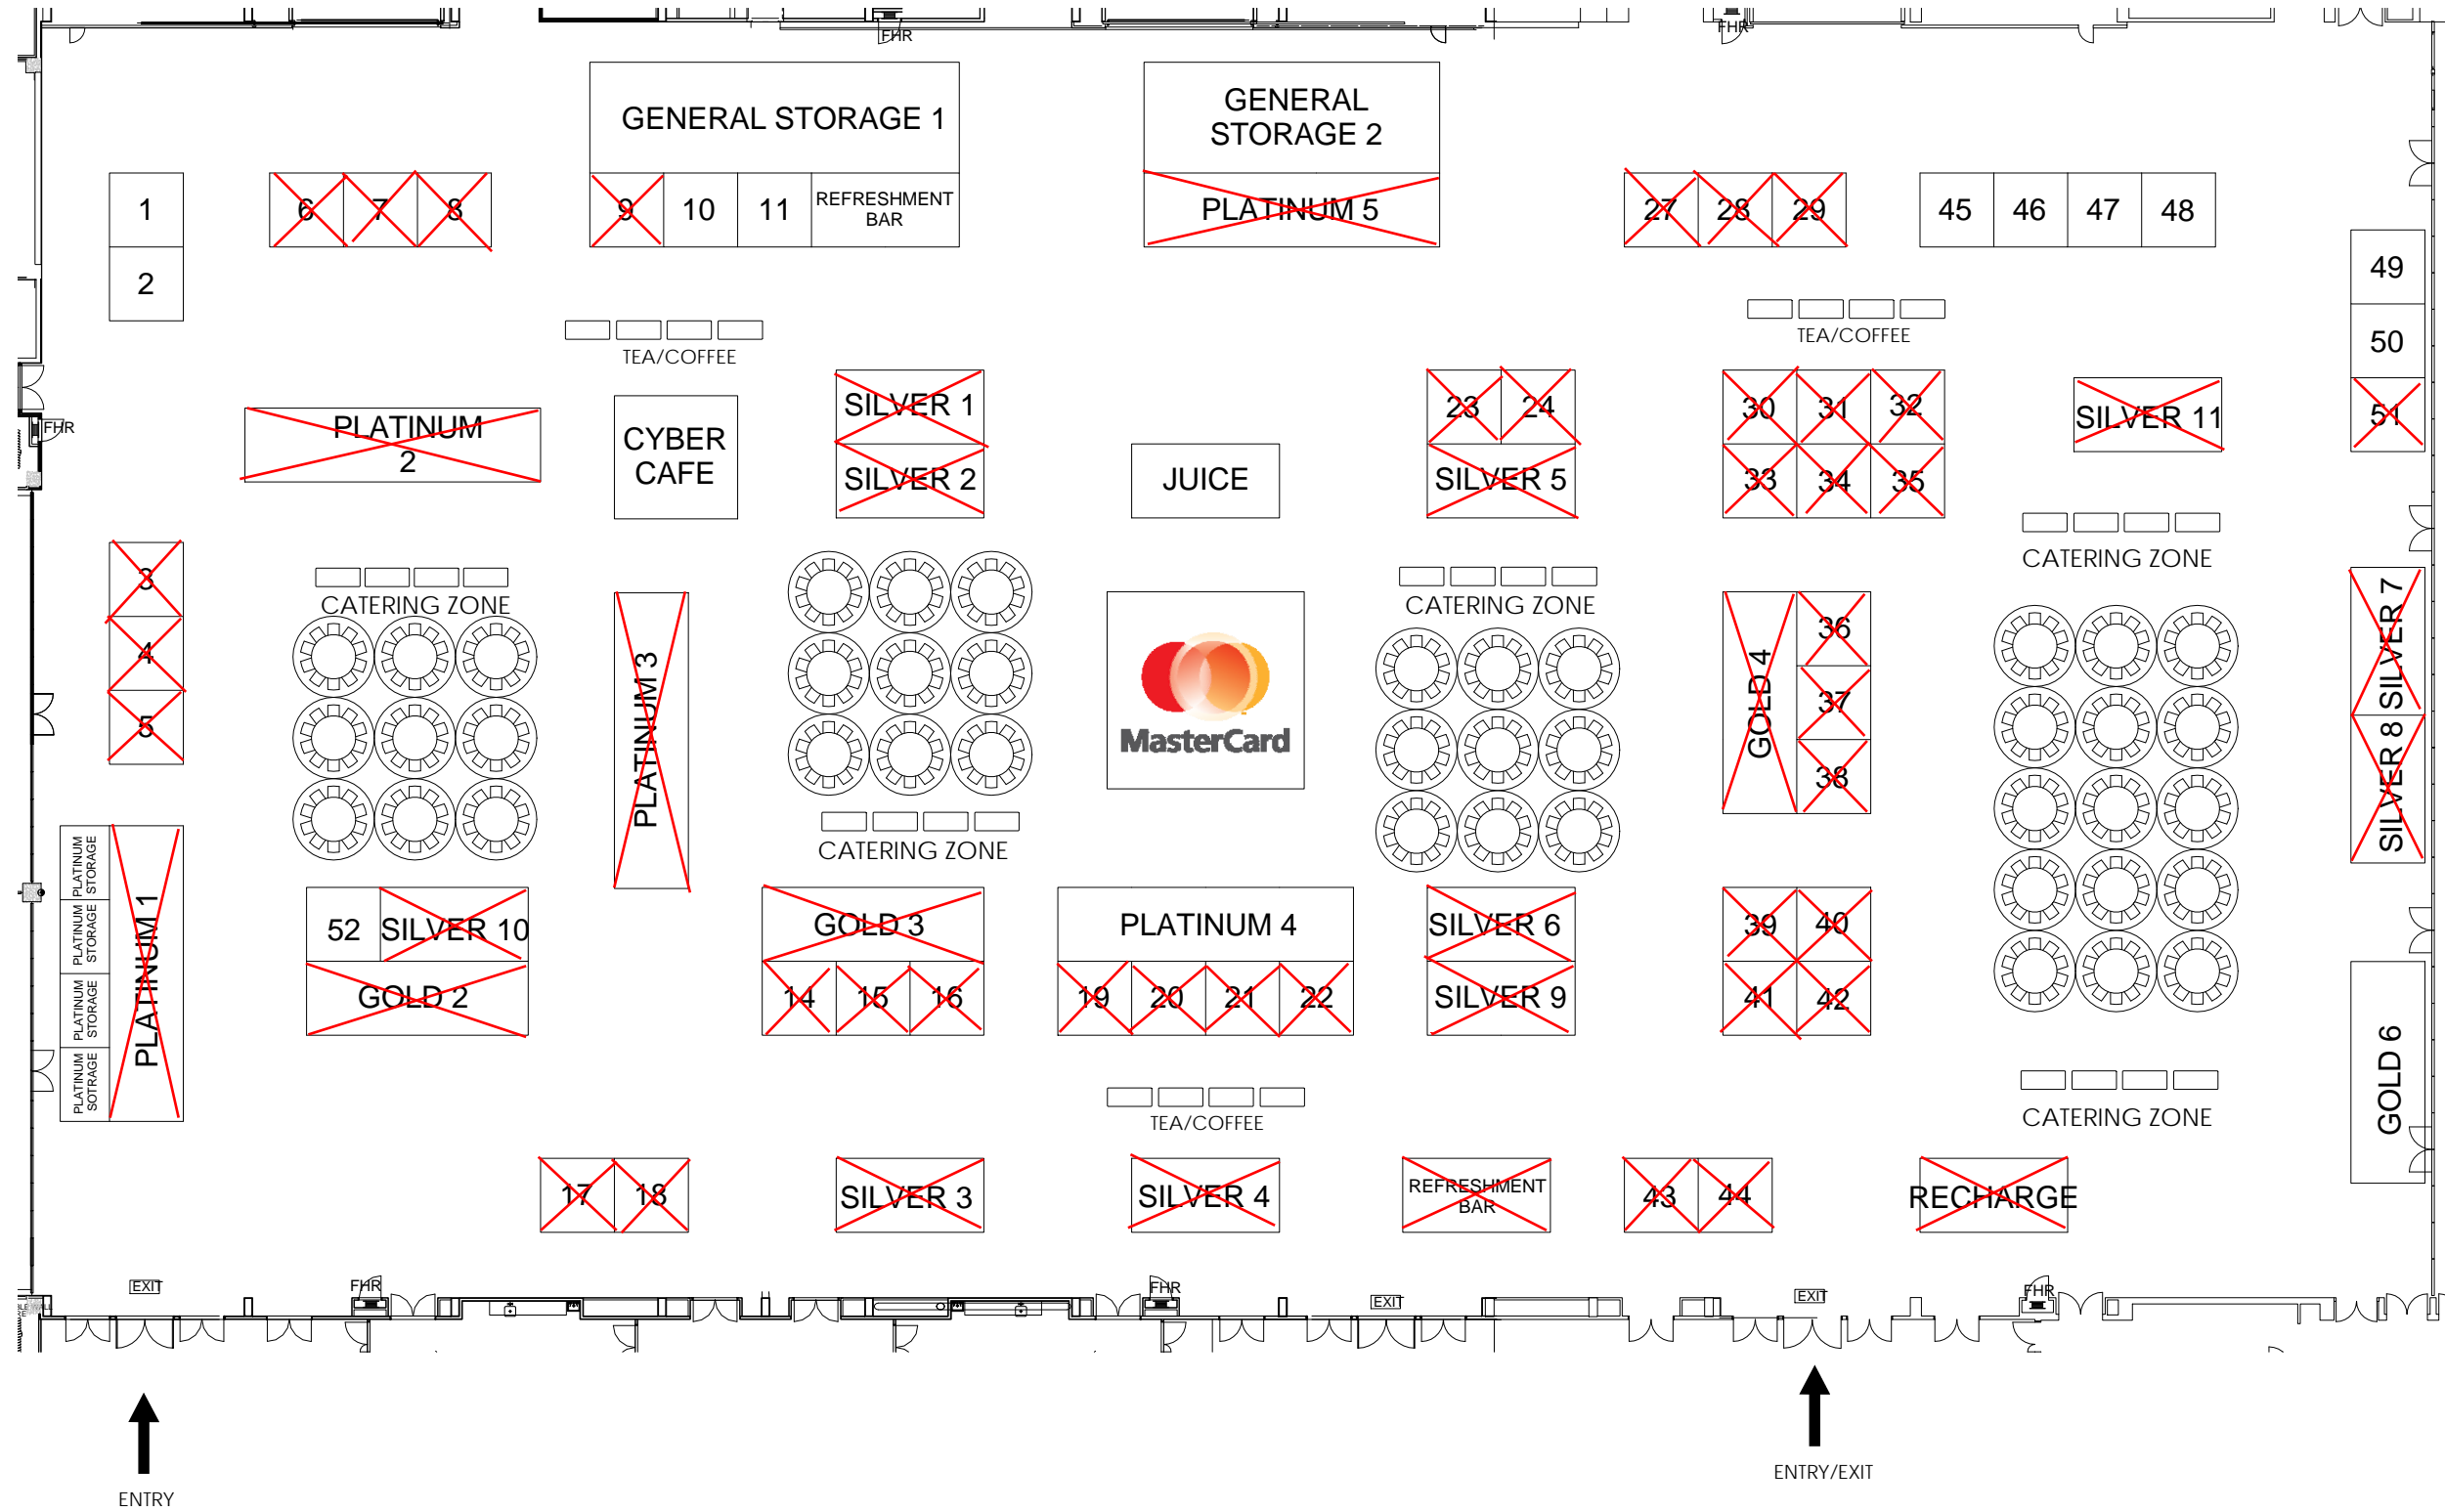 FHR
FHR
GENERAL STORAGE 1
GENERAL
STORAGE 2
1
6
7
8
9
10
11
REFRESHMENT
BAR
PLATINUM 5
27
28
29
45
46
47
48
2
49
TEA/COFFEE
TEA/COFFEE
50
SILVER 1
23
24
30
31
32
SILVER 11
51
FHR
PLATINUM
2
CYBER
CAFE
SILVER 2
JUICE
SILVER 5
33
34
35
3
CATERING ZONE
CATERING ZONE
CATERING ZONE
4
5
PLATINUM 3
MasterCard
GOLD 4
36
37
38
SILVER 7
SILVER 8
CATERING ZONE
PLATINUM
STORAGE
PLATINUM
STORAGE
PLATINUM
STORAGE
PLATINUM
SOTRAGE
PLATINUM 1
52
SILVER 10
GOLD 3
PLATINUM 4
SILVER 6
39
40
GOLD 2
14
15
16
19
20
21
22
SILVER 9
41
42
GOLD 6
TEA/COFFEE
CATERING ZONE
17
18
SILVER 3
SILVER 4
REFRESHMENT
BAR
43
44
RECHARGE
EXIT
FHR
FHR
EXIT
EXIT
FHR
ENTRY
ENTRY/EXIT